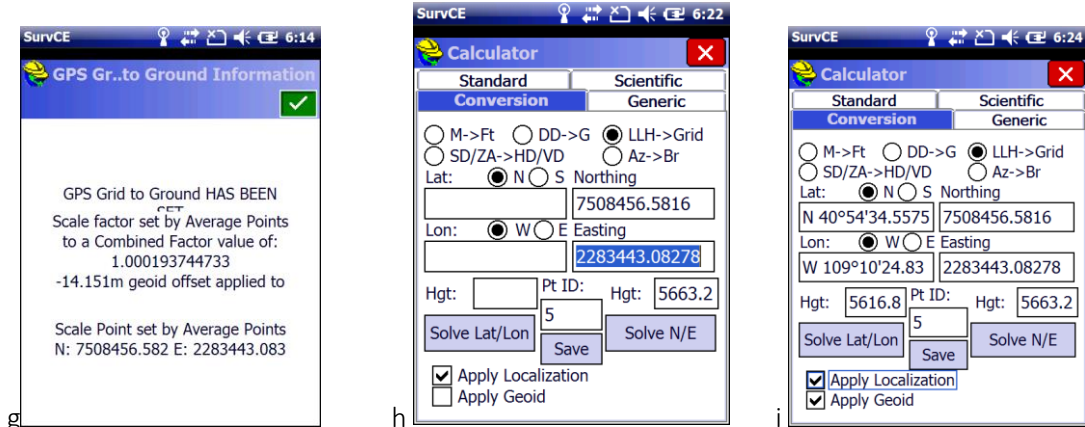 SurvCE 6:14
GPS Gr..to Ground Information
GPS Grid to Ground HAS BEEN
Scale factor set by Average Points
to a Combined Factor value of:
1.000193744733
-14.151m geoid offset applied to
Scale Point set by Average Points
N: 7508456.582 E: 2283443.083
g
SurvCE 6:22
Calculator
Standard Scientific
Conversion Generic
M->Ft DD->G LLH->Grid
SD/ZA->HD/VD Az->Br
Lat: N S Northing
7508456.5816
Lon: W E Easting
2283443.08278
Hgt: Pt ID: Hgt: 5663.2
5
Solve Lat/Lon Save Solve N/E
Apply Localization
Apply Geoid
h
SurvCE 6:24
Calculator
Standard Scientific
Conversion Generic
M->Ft DD->G LLH->Grid
SD/ZA->HD/VD Az->Br
Lat: N S Northing
N 40°54'34.5575 7508456.5816
Lon: W E Easting
W 109°10'24.83 2283443.08278
Hgt: 5616.8 Pt ID: Hgt: 5663.2
5
Solve Lat/Lon Save Solve N/E
Apply Localization
Apply Geoid
i